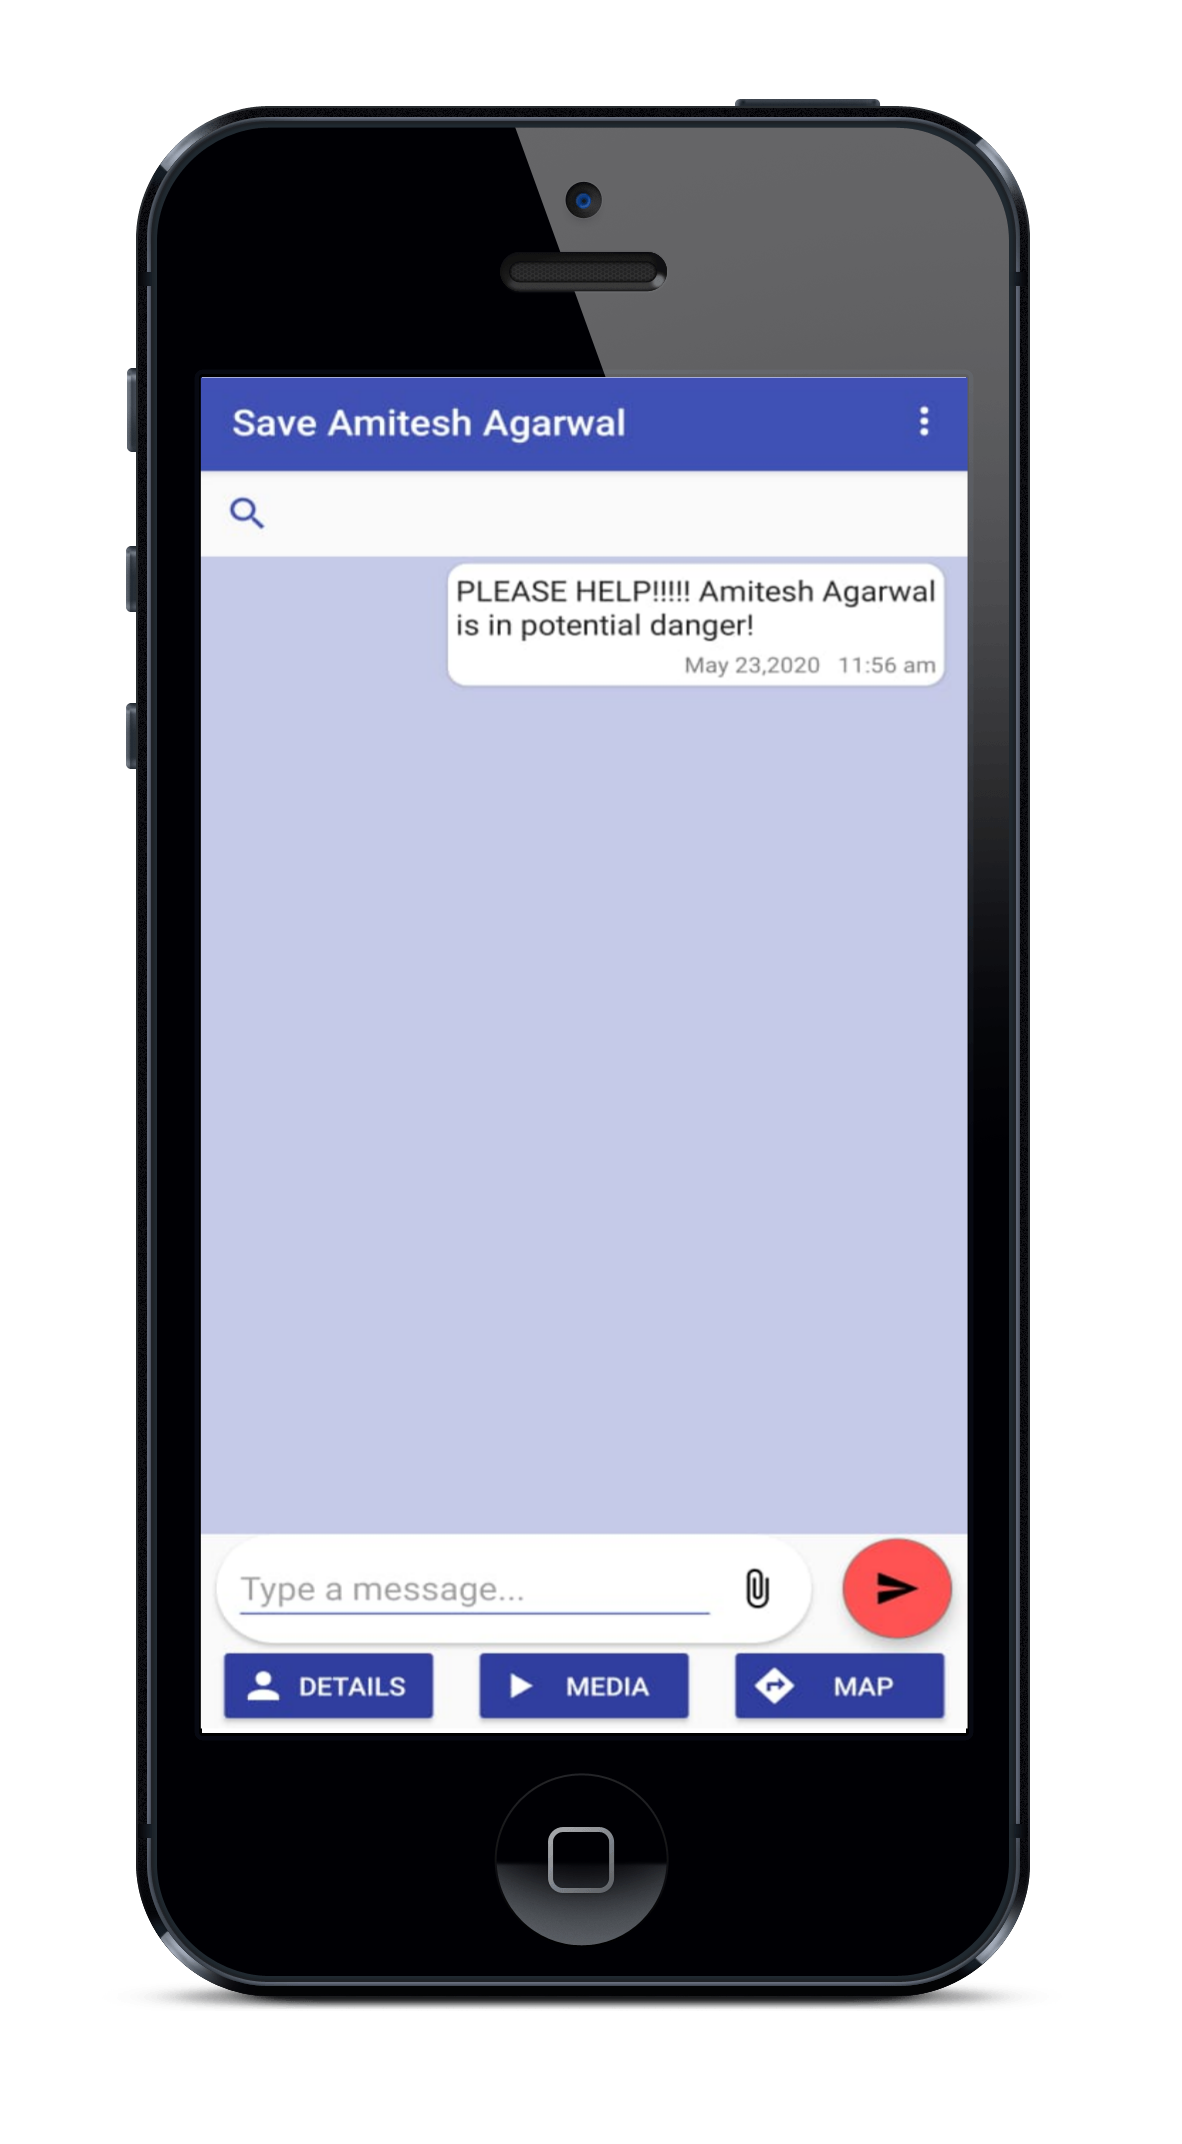 Save Amitesh Agarwal
PLEASE HELP!!!!! Amitesh Agarwal
is in potential danger!
May 23,2020 11:56 am
Type a message...
DETAILS MEDIA MAP